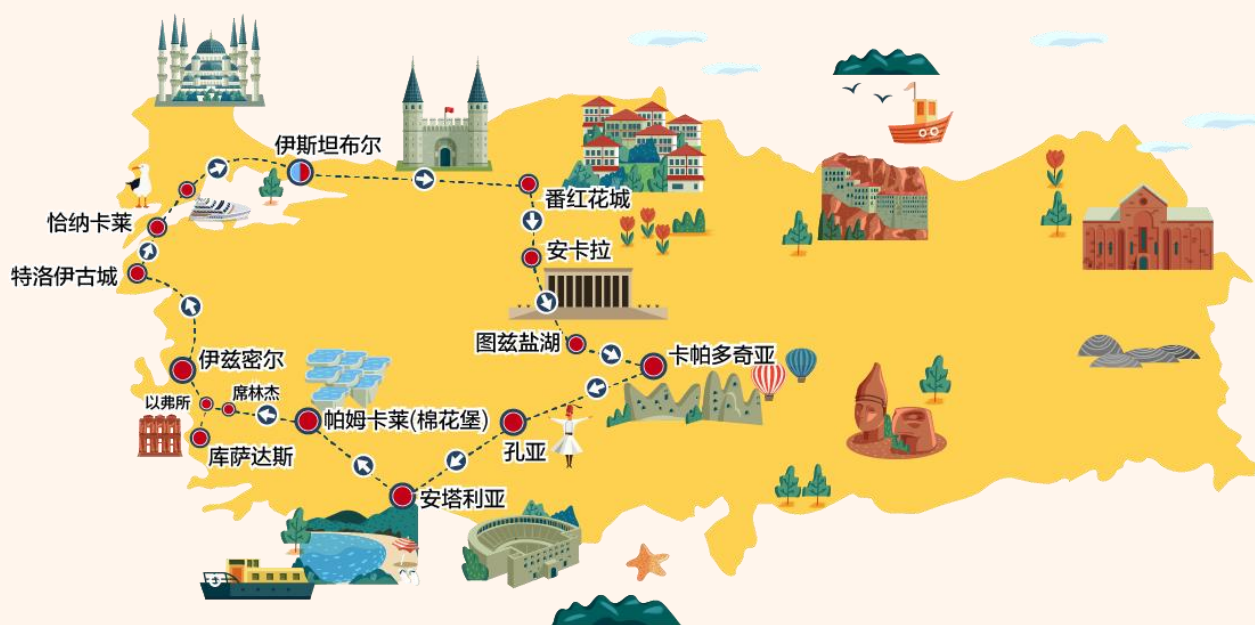 伊斯坦布尔
番红花城
恰纳卡莱
安卡拉
特洛伊古城
图兹盐湖
卡帕多奇亚
伊兹密尔
席林杰
以弗所
帕姆卡莱(棉花堡)
孔亚
库萨达斯
安塔利亚